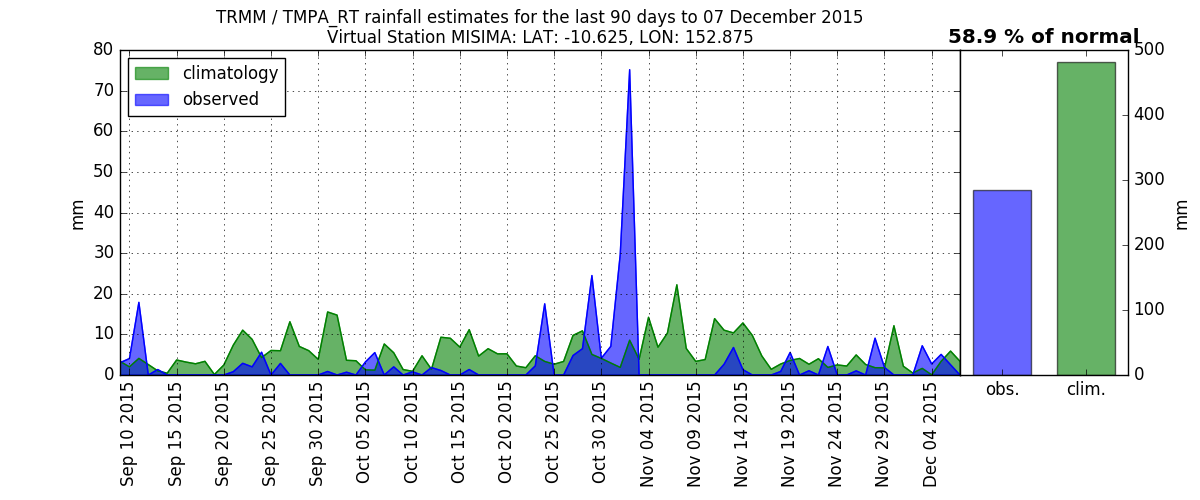 TRMM / TMPA_RT rainfall estimates for the last 90 days to 07 December 2015
Virtual Station MISIMA: LAT: -10.625, LON: 152.875
58.9 % of normal
climatology
observed
80
70
60
50
40
30
20
10
0
mm
500
400
300
200
100
0
mm
obs.
clim.
Sep 10 2015
Sep 15 2015
Sep 20 2015
Sep 25 2015
Sep 30 2015
Oct 05 2015
Oct 10 2015
Oct 15 2015
Oct 20 2015
Oct 25 2015
Oct 30 2015
Nov 04 2015
Nov 09 2015
Nov 14 2015
Nov 19 2015
Nov 24 2015
Nov 29 2015
Dec 04 2015